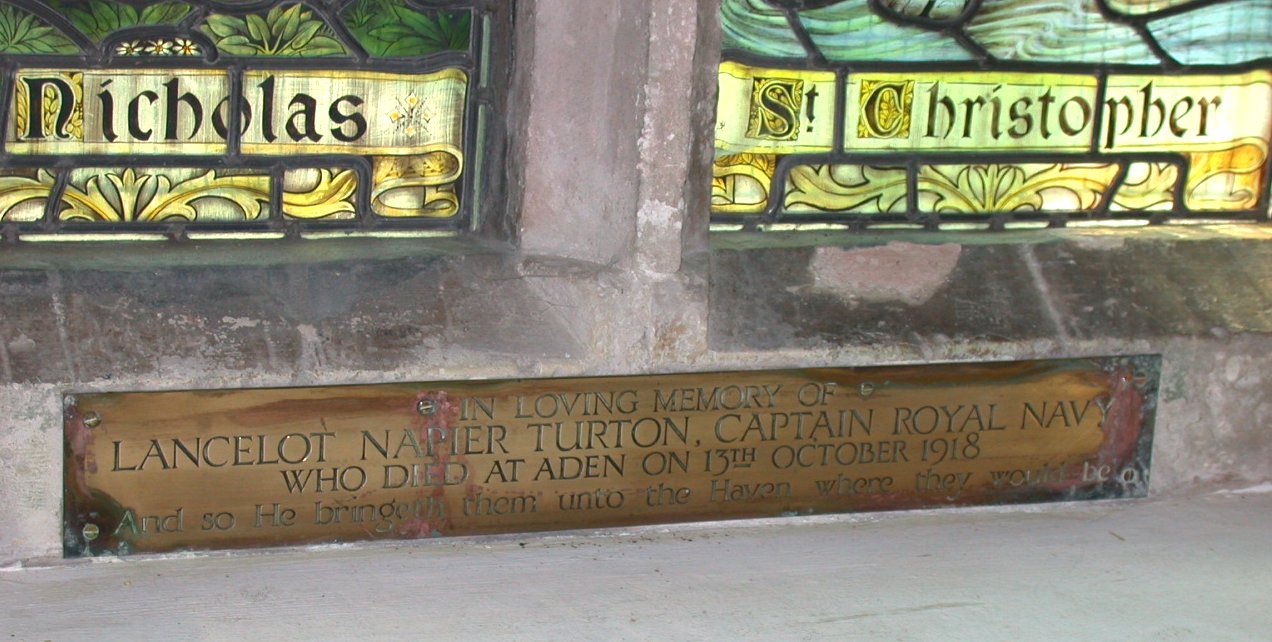 Nicholas
St. Christopher
IN LOVING MEMORY OF
LANCELOT NAPIER TURTON, CAPTAIN ROYAL NAVY
WHO DIED AT ADEN ON 13TH OCTOBER 1918
And so He bringeth them unto the Haven where they would be